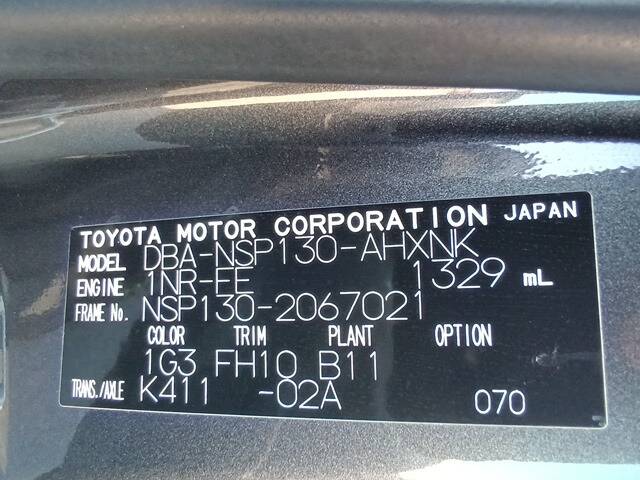 TOYOTA MOTOR CORPORATION JAPAN
MODEL DBA-NSP130-AHXNK
ENGINE 1NR-EE 1329 mL
FRAME No. NSP130-2067021
COLOR TRIM PLANT OPTION
1G3 FH10 B11
TRANS./AXLE K411 -02A 070